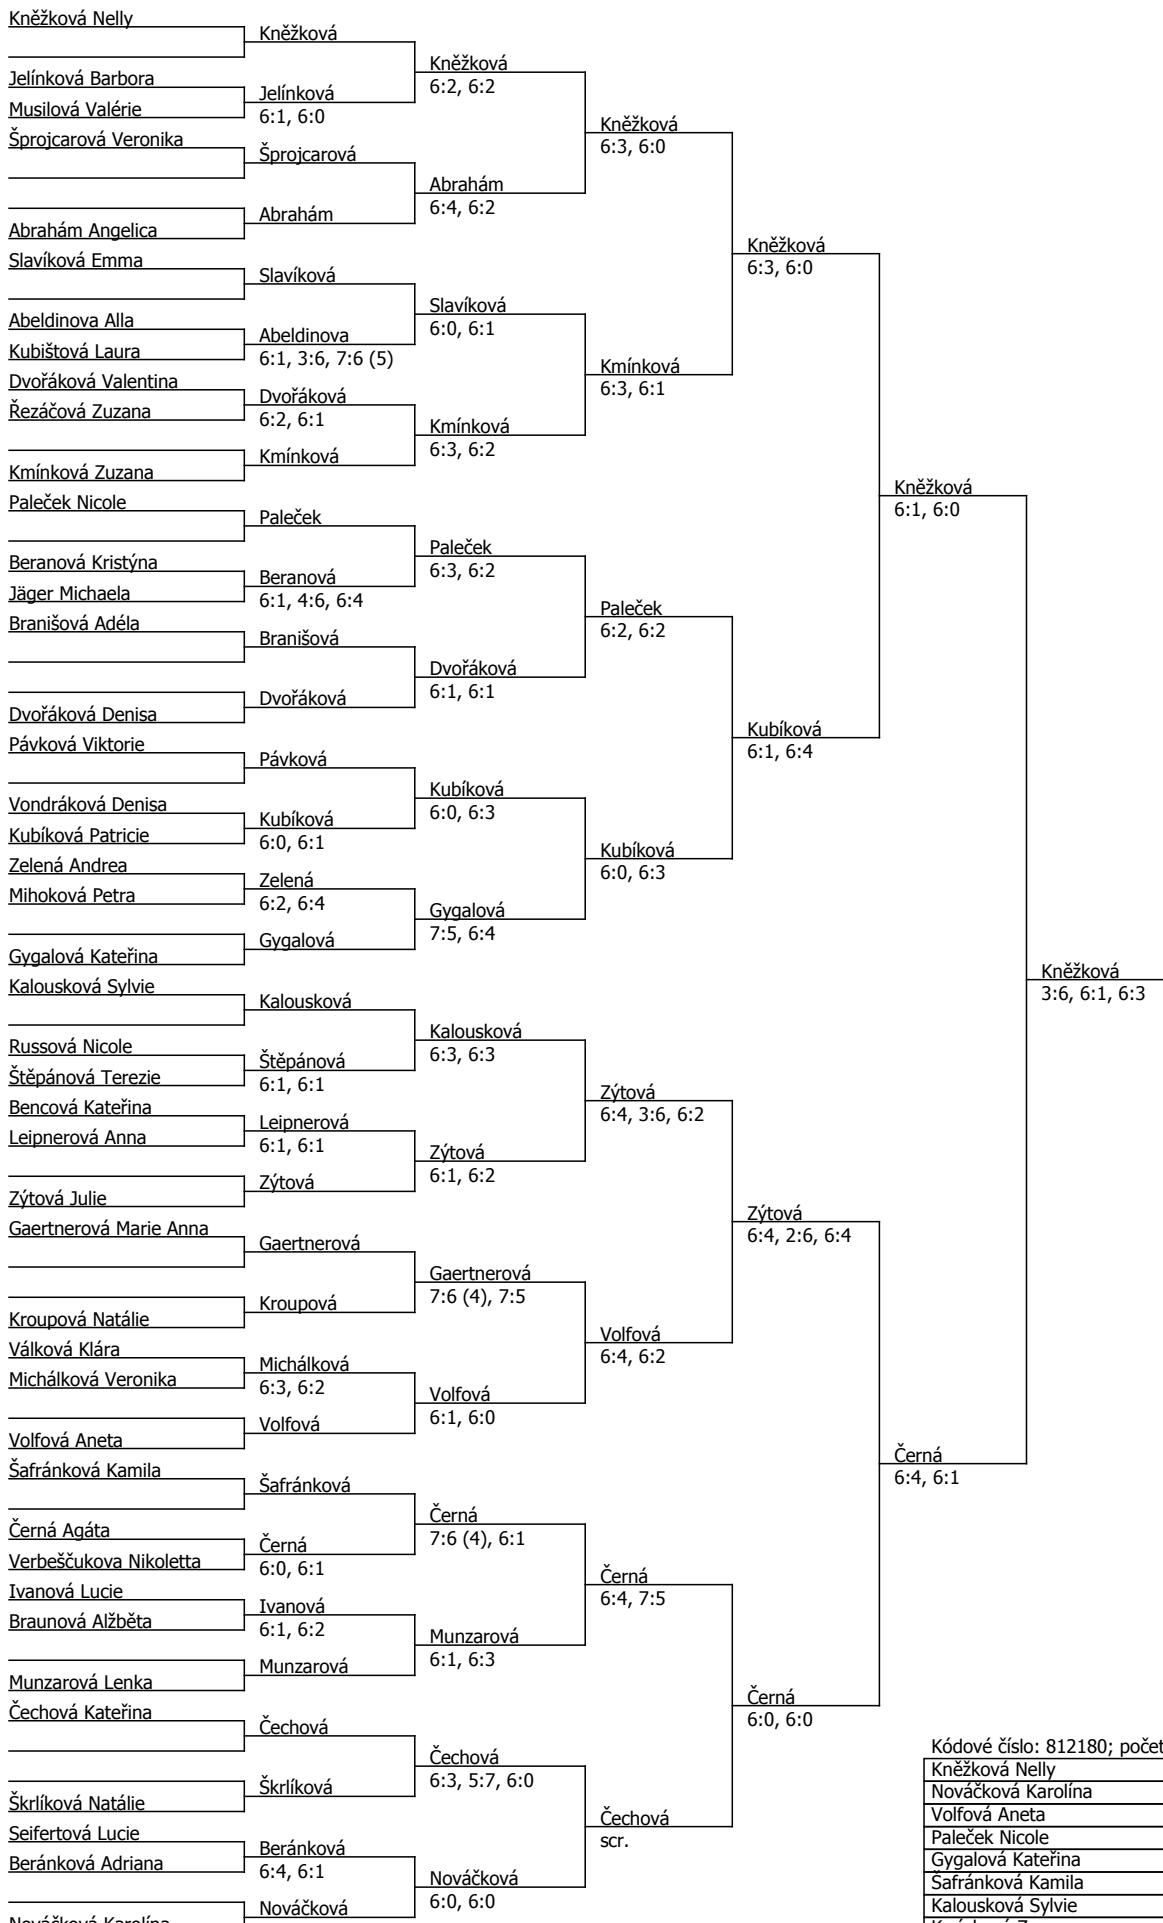 Kněžková Nelly
Jelínková Barbora
Musilová Valérie
Šprojcarová Veronika
Abrahám Angelica
Slavíková Emma
Abeldinova Alla
Kubištová Laura
Dvořáková Valentina
Řezáčová Zuzana
Kmínková Zuzana
Paleček Nicole
Beranová Kristýna
Jäger Michaela
Branišová Adéla
Dvořáková Denisa
Pávková Viktorie
Vondráková Denisa
Kubíková Patricie
Zelená Andrea
Mihoková Petra
Gygalová Kateřina
Kalousková Sylvie
Russová Nicole
Štěpánová Terezie
Bencová Kateřina
Leipnerová Anna
Zýtová Julie
Gaertnerová Marie Anna
Kroupová Natálie
Válková Klára
Michálková Veronika
Volfová Aneta
Šafránková Kamila
Černá Agáta
Verbeščukova Nikoletta
Ivanová Lucie
Braunová Alžběta
Munzarová Lenka
Čechová Kateřina
Škrlíková Natálie
Seifertová Lucie
Beránková Adriana
Nováčková Karolína
Kněžková
Jelínková
6:1, 6:0
Šprojcarová
Abrahám
Slavíková
Abeldinova
6:1, 3:6, 7:6 (5)
Dvořáková
6:2, 6:1
Kmínková
Paleček
Beranová
6:1, 4:6, 6:4
Branišová
Dvořáková
Pávková
Kubíková
6:0, 6:1
Zelená
6:2, 6:4
Gygalová
Kalousková
Štěpánová
6:1, 6:1
Leipnerová
6:1, 6:1
Zýtová
Gaertnerová
Kroupová
Michálková
6:3, 6:2
Volfová
Šafránková
Černá
6:0, 6:1
Ivanová
6:1, 6:2
Munzarová
Čechová
Škrlíková
Beránková
6:4, 6:1
Nováčková
Kněžková
6:2, 6:2
Abrahám
6:4, 6:2
Slavíková
6:0, 6:1
Kmínková
6:3, 6:2
Paleček
6:3, 6:2
Dvořáková
6:1, 6:1
Kubíková
6:0, 6:3
Gygalová
7:5, 6:4
Kalousková
6:3, 6:3
Zýtová
6:1, 6:2
Gaertnerová
7:6 (4), 7:5
Volfová
6:1, 6:0
Černá
7:6 (4), 6:1
Munzarová
6:1, 6:3
Čechová
6:3, 5:7, 6:0
Nováčková
6:0, 6:0
Kněžková
6:3, 6:0
Kmínková
6:3, 6:1
Paleček
6:2, 6:2
Kubíková
6:0, 6:3
Zýtová
6:4, 3:6, 6:2
Volfová
6:4, 6:2
Černá
6:4, 7:5
Čechová
scr.
Kněžková
6:3, 6:0
Kubíková
6:1, 6:4
Zýtová
6:4, 2:6, 6:4
Černá
6:0, 6:0
Kněžková
6:1, 6:0
Černá
6:4, 6:1
Kněžková
3:6, 6:1, 6:3
Kódové číslo: 812180; počet
Kněžková Nelly
Nováčková Karolína
Volfová Aneta
Paleček Nicole
Gygalová Kateřina
Šafránková Kamila
Kalousková Sylvie